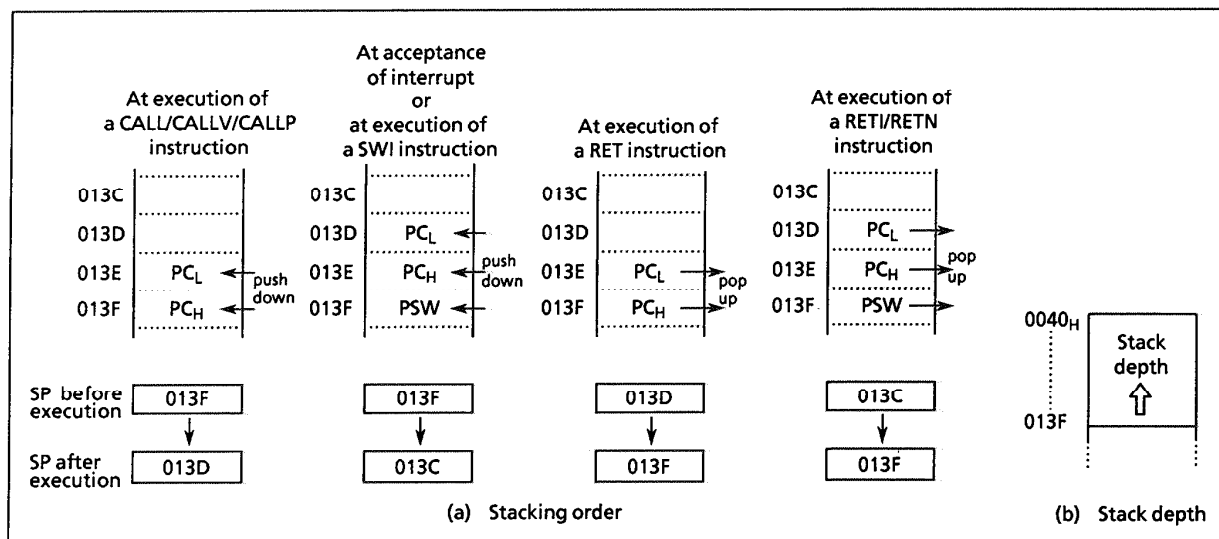 At execution of
a CALL/CALLV/CALLP
instruction
013C
013D
013E PCL
013F PCH
push
down
At acceptance
of interrupt
or
at execution of
a SWI instruction
013C
013D PCL
013E PCH
013F PSW
push
down
At execution of
a RET instruction
013C
013D
013E PCL
013F PCH
pop
up
At execution of
a RETI/RETN
instruction
013C
013D PCL
013E PCH
013F PSW
pop
up
SP before
execution
013F
013F
013D
013C
SP after
execution
013D
013C
013F
013F
(a) Stacking order
0040H
Stack
depth
013F
(b) Stack depth